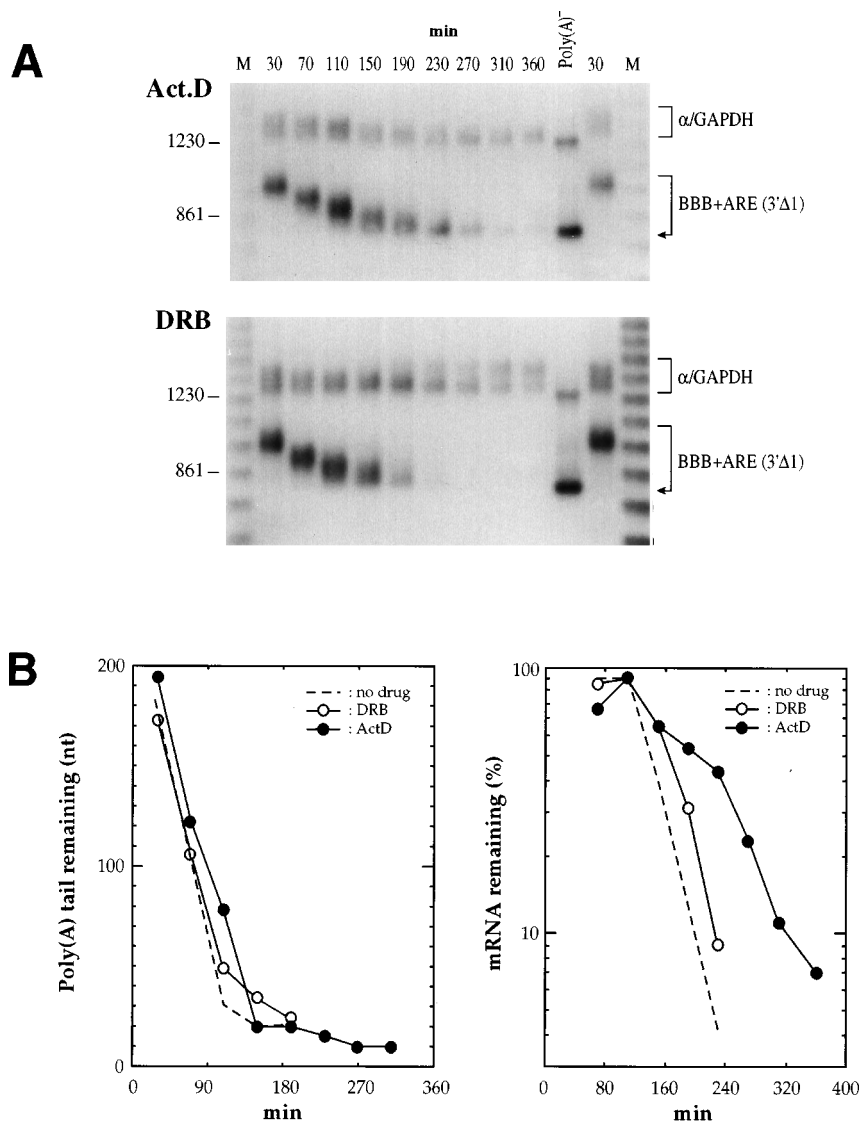 A
min
M 30 70 110 150 190 230 270 310 360 Poly(A)⁻ 30 M
Act.D
1230 –
861 –
α/GAPDH
BBB+ARE (3'Δ1)
DRB
1230 –
861 –
α/GAPDH
BBB+ARE (3'Δ1)
B
Poly(A) tail remaining (nt)
200
100
0
0 90 180 270 360
min
: no drug
: DRB
: ActD
mRNA remaining (%)
100
10
0 80 160 240 320 400
min
: no drug
: DRB
: ActD